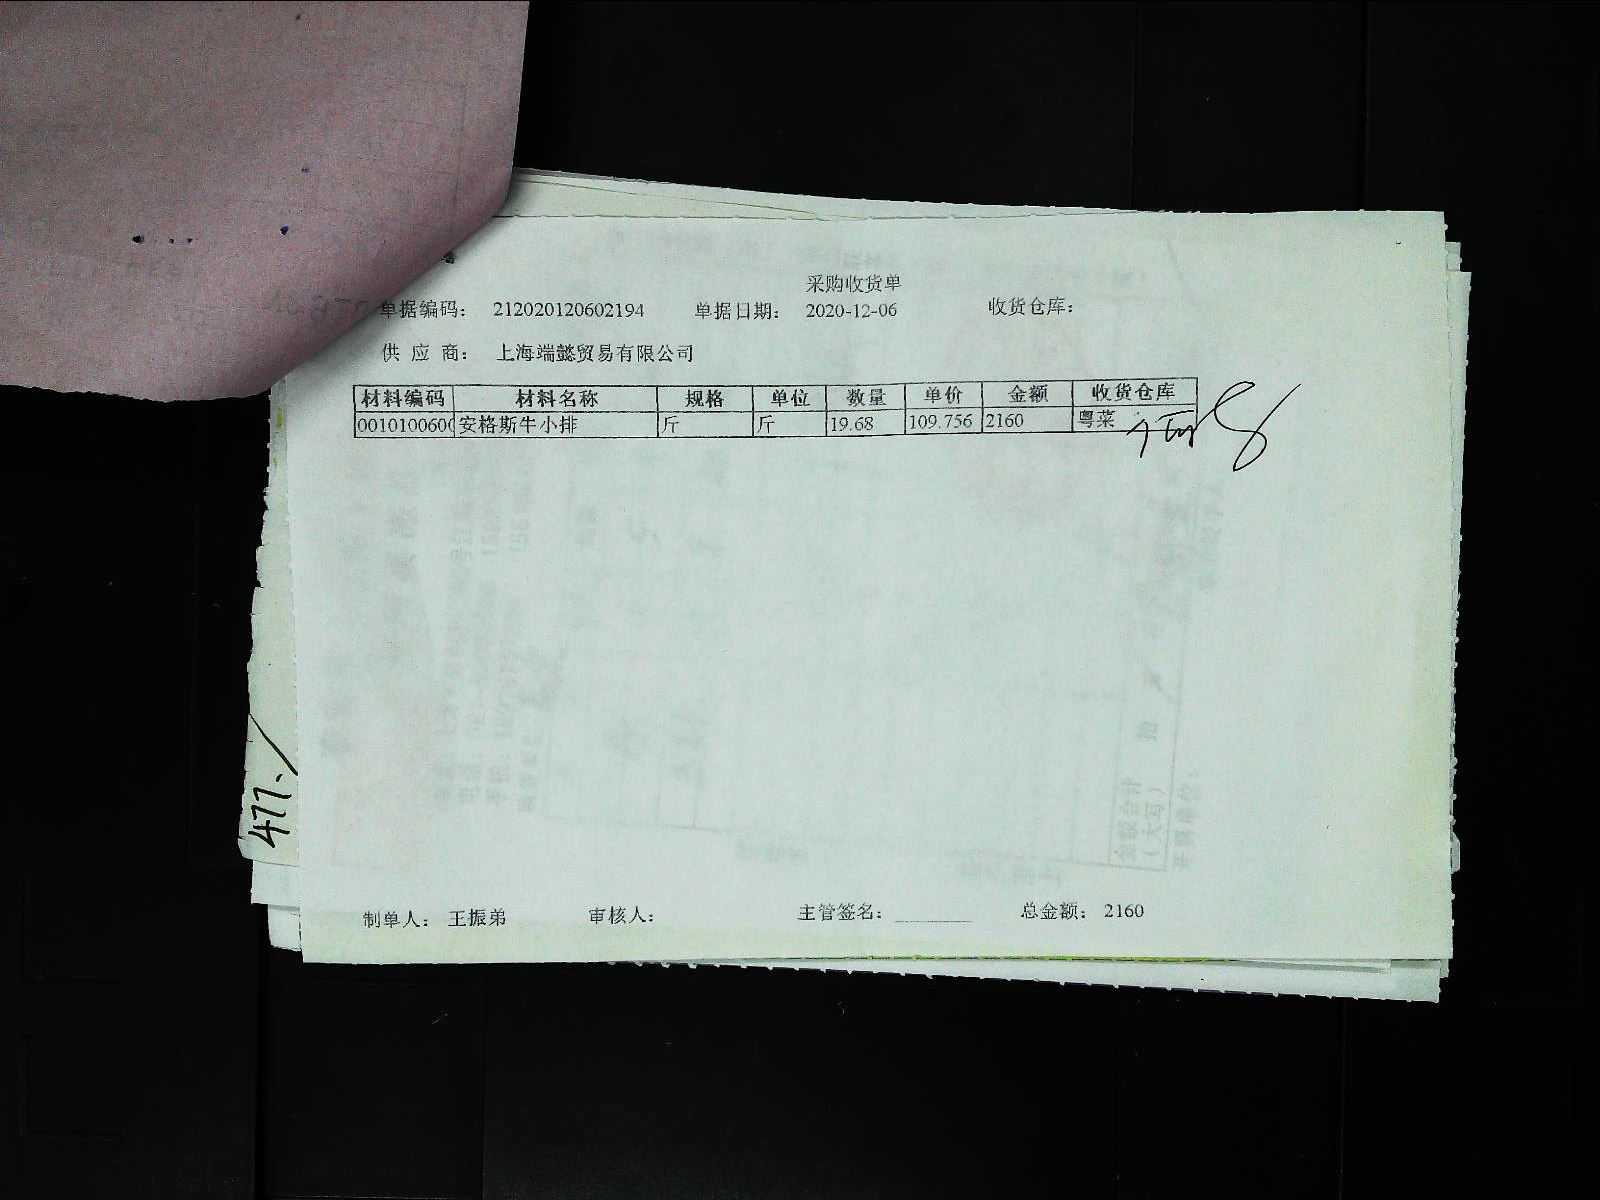 采购收货单
单据编码： 212020120602194 单据日期： 2020-12-06 收货仓库：
供 应 商： 上海端懿贸易有限公司
材料编码 材料名称 规格 单位 数量 单价 金额 收货仓库
0010100600 安格斯牛小排 斤 斤 19.68 109.756 2160 粤菜
477.
制单人： 王振弟 审核人： 主管签名： ________ 总金额： 2160